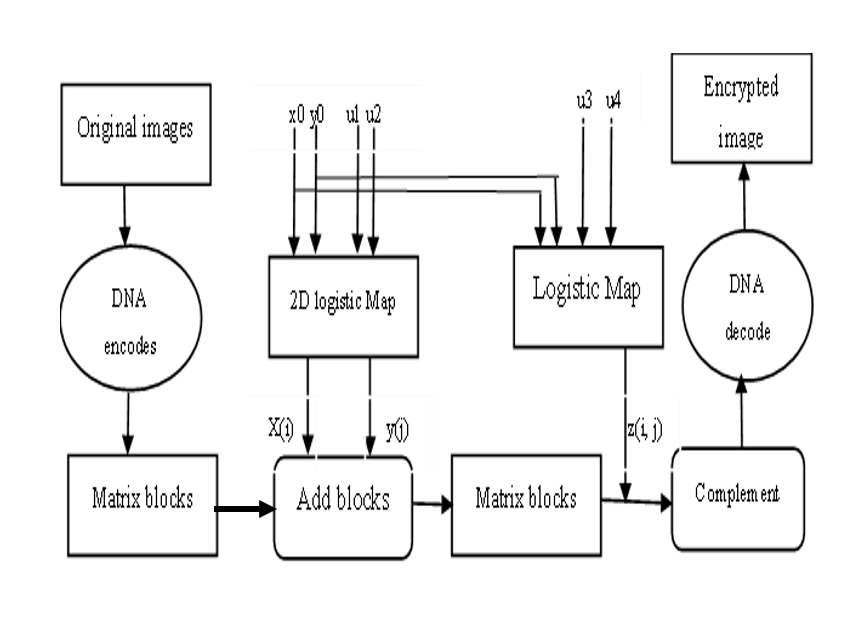 Original images
DNA
encodes
Matrix blocks
x0 y0 u1 u2
2D logistic Map
X(i) y(j)
Add blocks
Matrix blocks
u3 u4
Logistic Map
z(i, j)
Complement
DNA
decode
Encrypted
image